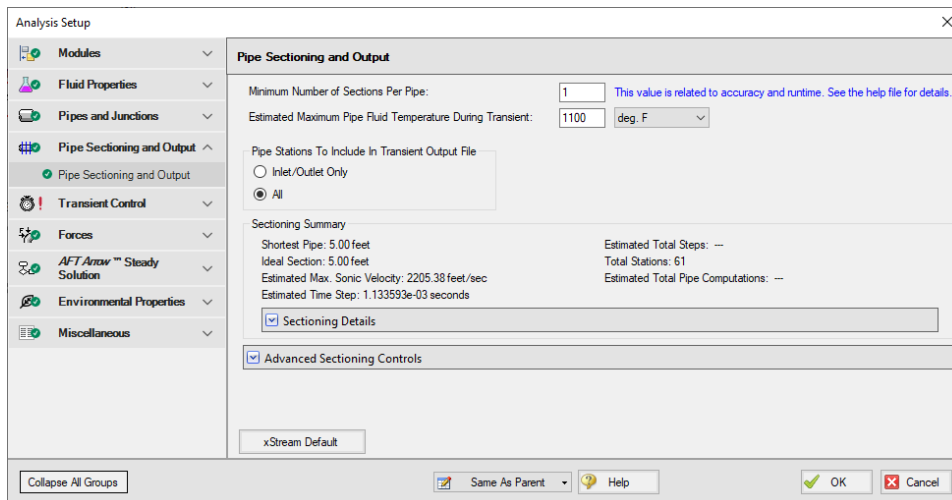 Analysis Setup
Modules
Fluid Properties
Pipes and Junctions
Pipe Sectioning and Output
Pipe Sectioning and Output
Transient Control
Forces
AFT Arrow ™ Steady
Solution
Environmental Properties
Miscellaneous
Pipe Sectioning and Output
Minimum Number of Sections Per Pipe: 1 This value is related to accuracy and runtime. See the help file for details.
Estimated Maximum Pipe Fluid Temperature During Transient: 1100 deg. F
Pipe Stations To Include In Transient Output File
Inlet/Outlet Only
All
Sectioning Summary
Shortest Pipe: 5.00 feet
Ideal Section: 5.00 feet
Estimated Max. Sonic Velocity: 2205.38 feet/sec
Estimated Time Step: 1.133593e-03 seconds
Estimated Total Steps: ---
Total Stations: 61
Estimated Total Pipe Computations: ---
Sectioning Details
Advanced Sectioning Controls
xStream Default
Collapse All Groups
Same As Parent
Help
OK
Cancel